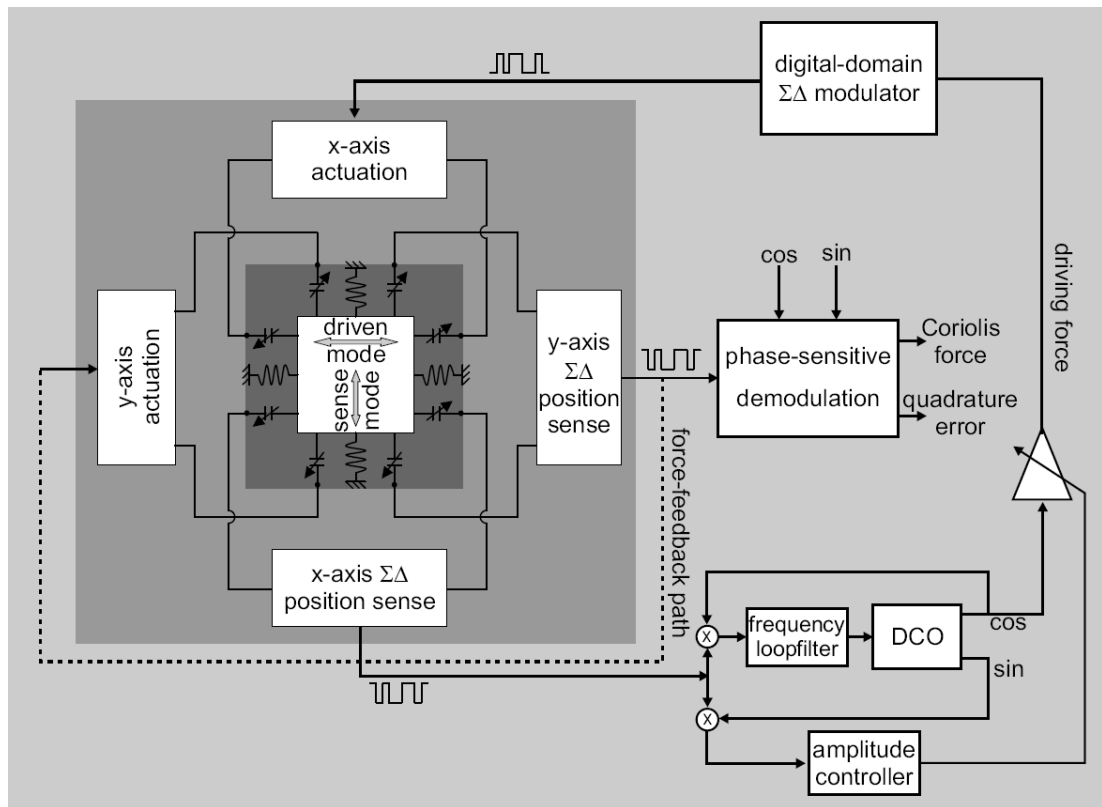 digital-domain
ΣΔ modulator
x-axis
actuation
cos
sin
driving force
driven
mode
sense
mode
y-axis
actuation
y-axis
ΣΔ
position
sense
phase-sensitive
demodulation
Coriolis
force
quadrature
error
force-feedback path
x-axis ΣΔ
position sense
x
frequency
loopfilter
DCO
cos
sin
x
amplitude
controller